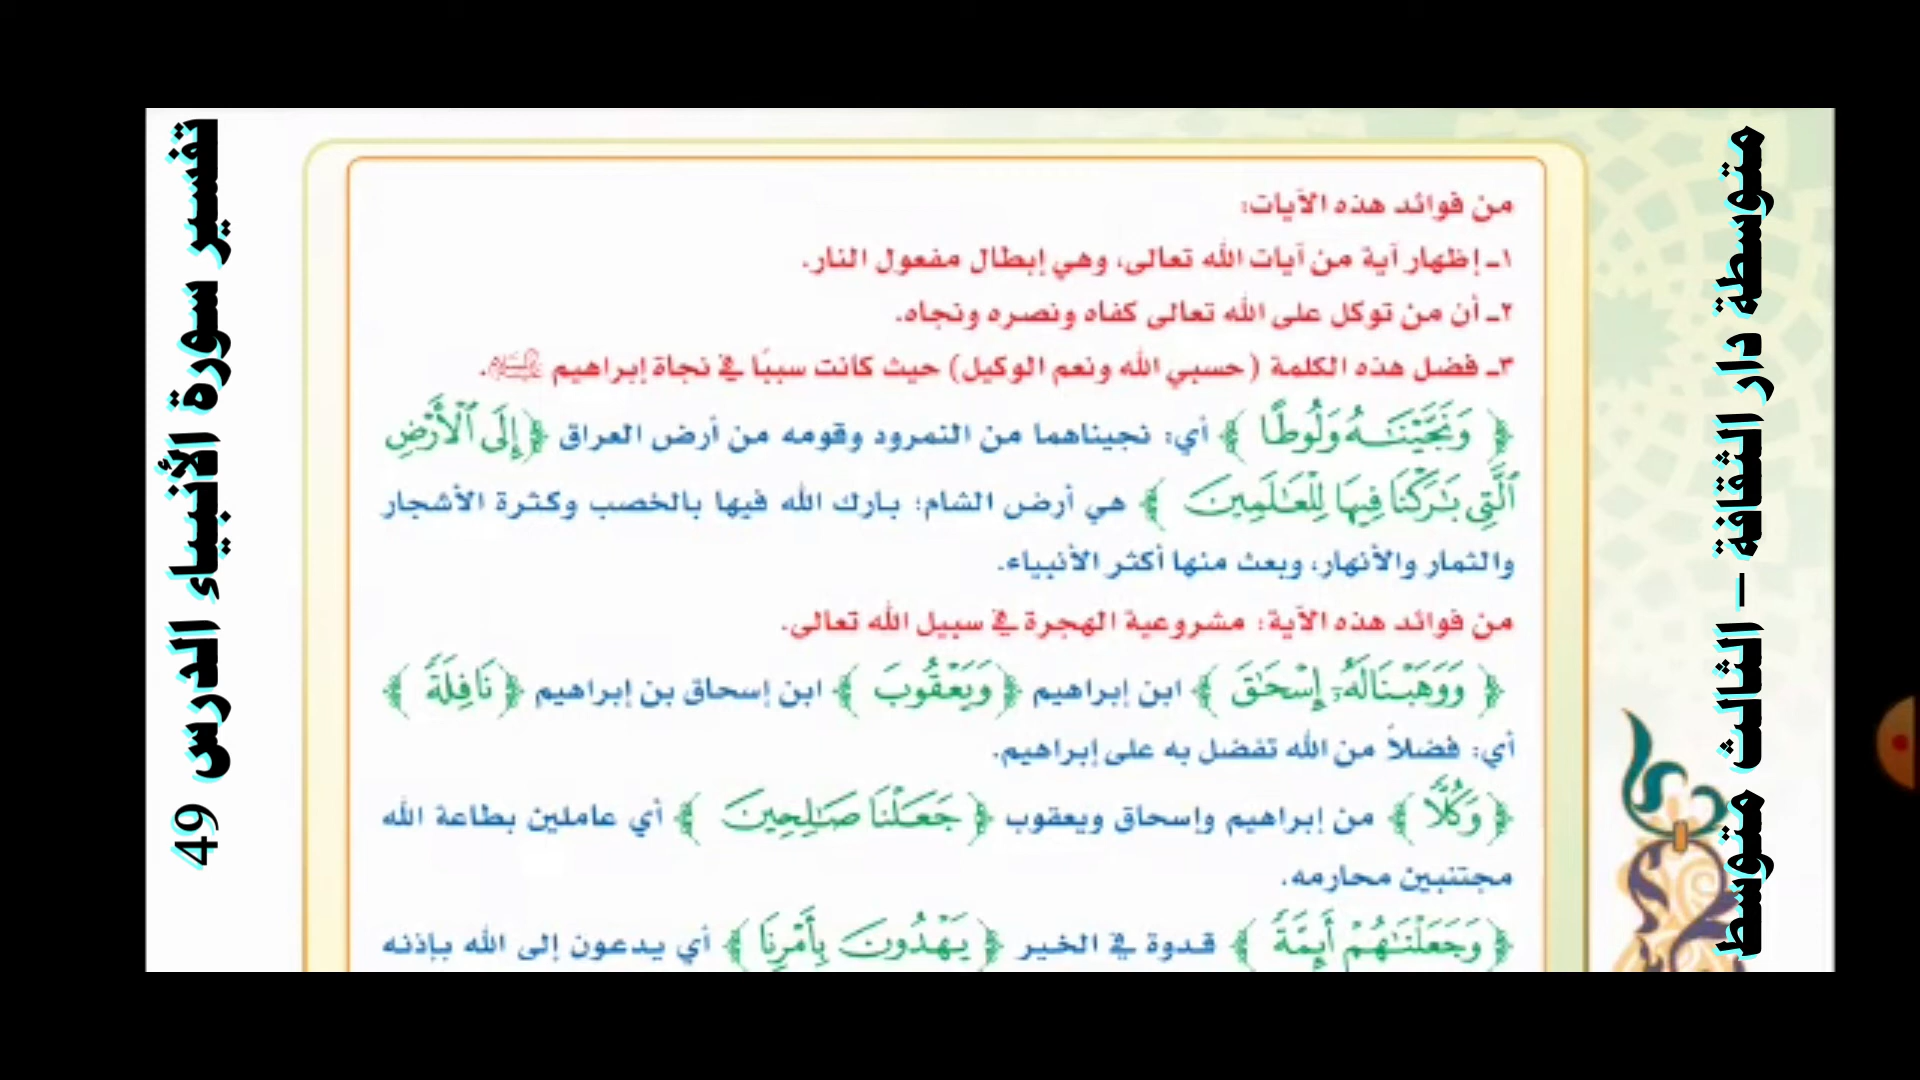 من فوائد هذه الآيات:
١ـ إظهار آية من آيات الله تعالى، وهي إبطال مفعول النار.
٢ـ أن من توكل على الله تعالى كفاه ونصره ونجاه.
٣ـ فضل هذه الكلمة (حسبي الله ونعم الوكيل) حيث كانت سببًا في نجاة إبراهيم عليه السلام.
﴿ وَنَجَّيْنَـٰهُ وَلُوطًا ﴾ أي: نجيناهما من النمرود وقومه من أرض العراق ﴿إِلَى ٱلْأَرْضِ
ٱلَّتِي بَـٰرَكْنَا فِيهَا لِلْعَـٰلَمِينَ ﴾ هي أرض الشام؛ بارك الله فيها بالخصب وكثرة الأشجار
والثمار والأنهار، وبعث منها أكثر الأنبياء.
من فوائد هذه الآية: مشروعية الهجرة في سبيل الله تعالى.
﴿ وَوَهَبْنَا لَهُۥٓ إِسْحَـٰقَ ﴾ ابن إبراهيم ﴿وَيَعْقُوبَ ﴾ ابن إسحاق بن إبراهيم ﴿نَافِلَةً ﴾
أي: فضلاً من الله تفضل به على إبراهيم.
﴿وَكُلًّا ﴾ من إبراهيم وإسحاق ويعقوب ﴿جَعَلْنَا صَـٰلِحِينَ ﴾ أي عاملين بطاعة الله
مجتنبين محارمه.
﴿وَجَعَلْنَـٰهُمْ أَئِمَّةً ﴾ قدوة في الخير ﴿يَهْدُونَ بِأَمْرِنَا ﴾ أي يدعون إلى الله بإذنه
متوسطة دار الثقافة – الثالث متوسط
تفسير سورة الأنبياء الدرس 49